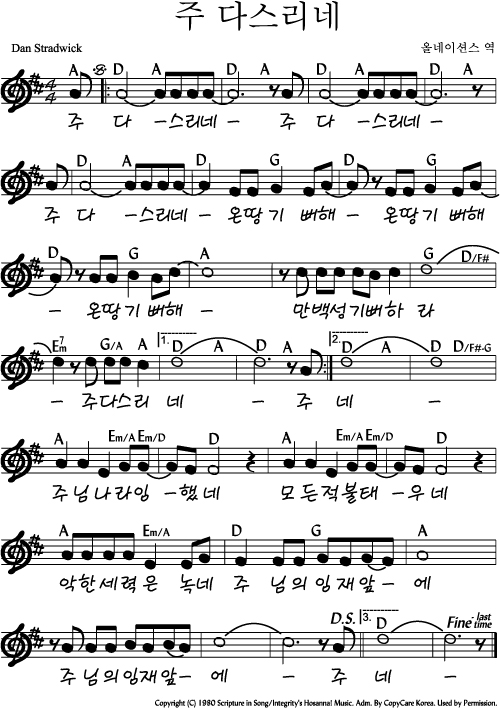 주 다스리네
Dan Stradwick 올네이션스 역
A D A D A D A D
주 다 -스리네 - 주 다 -스리네 -
D A D G D G
주 다 -스리네 - 온땅기 뻐해 - 온땅기 뻐해
D G A G D/F#
- 온땅기 뻐해 - 만백성기뻐하 라
Em7 G/A A 1. D A D A 2. D A D D/F#-G
- 주다스리 네 - 주 네 -
A Em/A Em/D D A Em/A Em/D D
주 님 나라임 -했 네 모 든 적불태 -우 네
A Em/A D G A
악한세력은 녹네 주 님의 임재앞- 에
D.S. 3. D Fine-last time
주 님의 임재앞- 에 - 주 네 -
Copyright (C) 1980 Scripture in Song/Integrity's Hosanna! Music. Adm. By CopyCare Korea. Used by Permission.